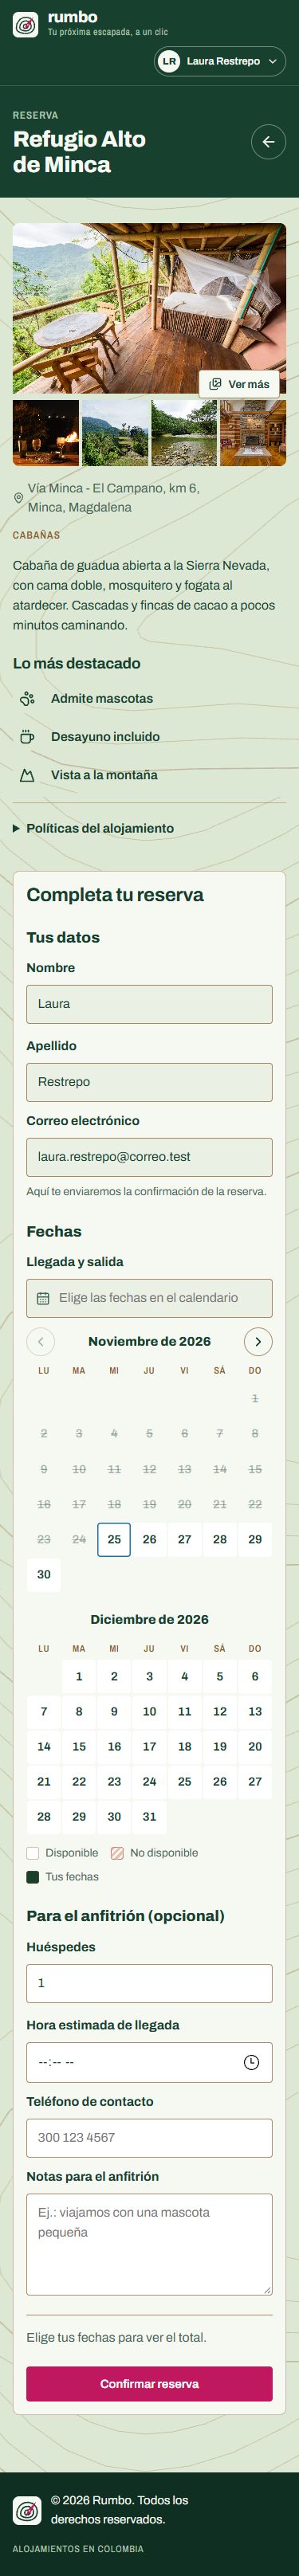 rumbo
Tu próxima escapada, a un clic
LR Laura Restrepo
RESERVA
Refugio Alto
de Minca
Ver más
Vía Minca - El Campano, km 6,
Minca, Magdalena
CABAÑAS
Cabaña de guadua abierta a la Sierra Nevada,
con cama doble, mosquitero y fogata al
atardecer. Cascadas y fincas de cacao a pocos
minutos caminando.
Lo más destacado
Admite mascotas
Desayuno incluido
Vista a la montaña
Políticas del alojamiento
Completa tu reserva
Tus datos
Nombre
Laura
Apellido
Restrepo
Correo electrónico
laura.restrepo@correo.test
Aquí te enviaremos la confirmación de la reserva.
Fechas
Llegada y salida
Elige las fechas en el calendario
Noviembre de 2026
LU MA MI JU VI SÁ DO
1
2 3 4 5 6 7 8
9 10 11 12 13 14 15
16 17 18 19 20 21 22
23 24 25 26 27 28 29
30
Diciembre de 2026
LU MA MI JU VI SÁ DO
1 2 3 4 5 6
7 8 9 10 11 12 13
14 15 16 17 18 19 20
21 22 23 24 25 26 27
28 29 30 31
Disponible No disponible
Tus fechas
Para el anfitrión (opcional)
Huéspedes
1
Hora estimada de llegada
--:-- --
Teléfono de contacto
300 123 4567
Notas para el anfitrión
Ej.: viajamos con una mascota
pequeña
Elige tus fechas para ver el total.
Confirmar reserva
© 2026 Rumbo. Todos los
derechos reservados.
ALOJAMIENTOS EN COLOMBIA